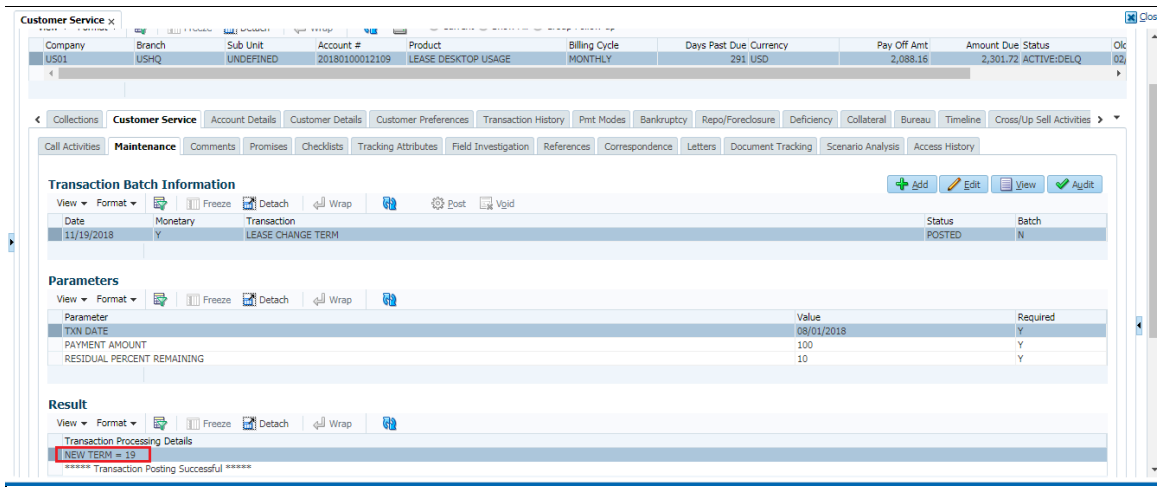 Customer Service x
Clos
Company Branch Sub Unit Account # Product Billing Cycle Days Past Due Currency Pay Off Amt Amount Due Status Old
US01 USHQ UNDEFINED 20180100012109 LEASE DESKTOP USAGE MONTHLY 291 USD 2,088.16 2,301.72 ACTIVE:DELQ 02/
Collections Customer Service Account Details Customer Details Customer Preferences Transaction History Pmt Modes Bankruptcy Repo/Foreclosure Deficiency Collateral Bureau Timeline Cross/Up Sell Activities
Call Activities Maintenance Comments Promises Checklists Tracking Attributes Field Investigation References Correspondence Letters Document Tracking Scenario Analysis Access History
Transaction Batch Information Add Edit View Audit
View Format Freeze Detach Wrap Post Void
Date Monetary Transaction Status Batch
11/19/2018 Y LEASE CHANGE TERM POSTED N
Parameters
View Format Freeze Detach Wrap
Parameter Value Required
TXN DATE 08/01/2018 Y
PAYMENT AMOUNT 100 Y
RESIDUAL PERCENT REMAINING 10 Y
Result
View Format Freeze Detach Wrap
Transaction Processing Details
NEW TERM = 19
***** Transaction Posting Successful *****